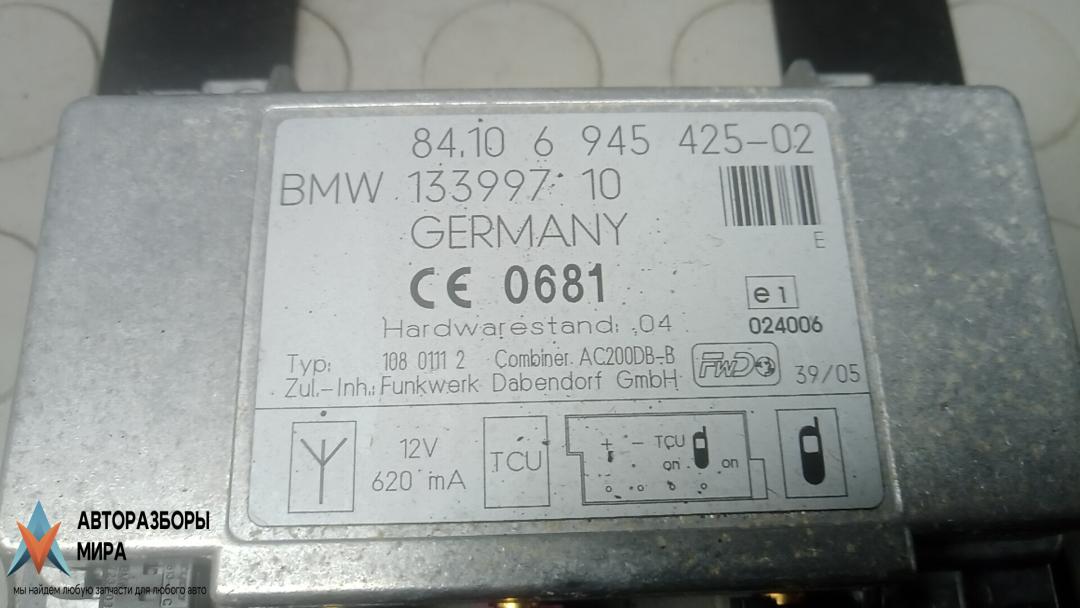 84.10 6 945 425-02
BMW 133997 10
GERMANY
E
CE 0681
e1
024006
Hardwarestand: 04
Typ: 108 0111 2 Combiner AC200DB-B
Zul.-Inh.: Funkwerk Dabendorf GmbH
FwD
39/05
12V
620 mA
TCU
+ - TCU
on on
АВТОРАЗБОРЫ
МИРА
мы найдем любую запчасти для любого авто